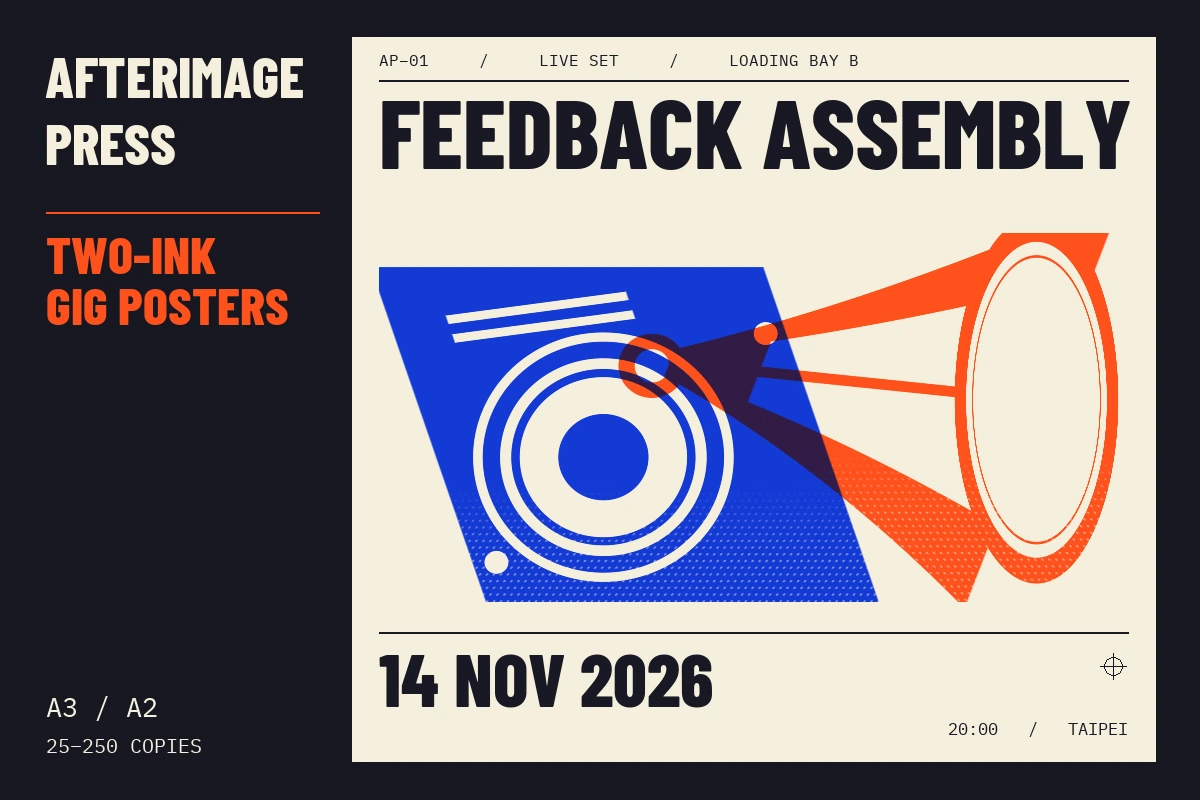 AFTERIMAGE
PRESS
TWO-INK
GIG POSTERS
A3 / A2
25–250 COPIES
AP–01 / LIVE SET / LOADING BAY B
FEEDBACK ASSEMBLY
14 NOV 2026
20:00 / TAIPEI